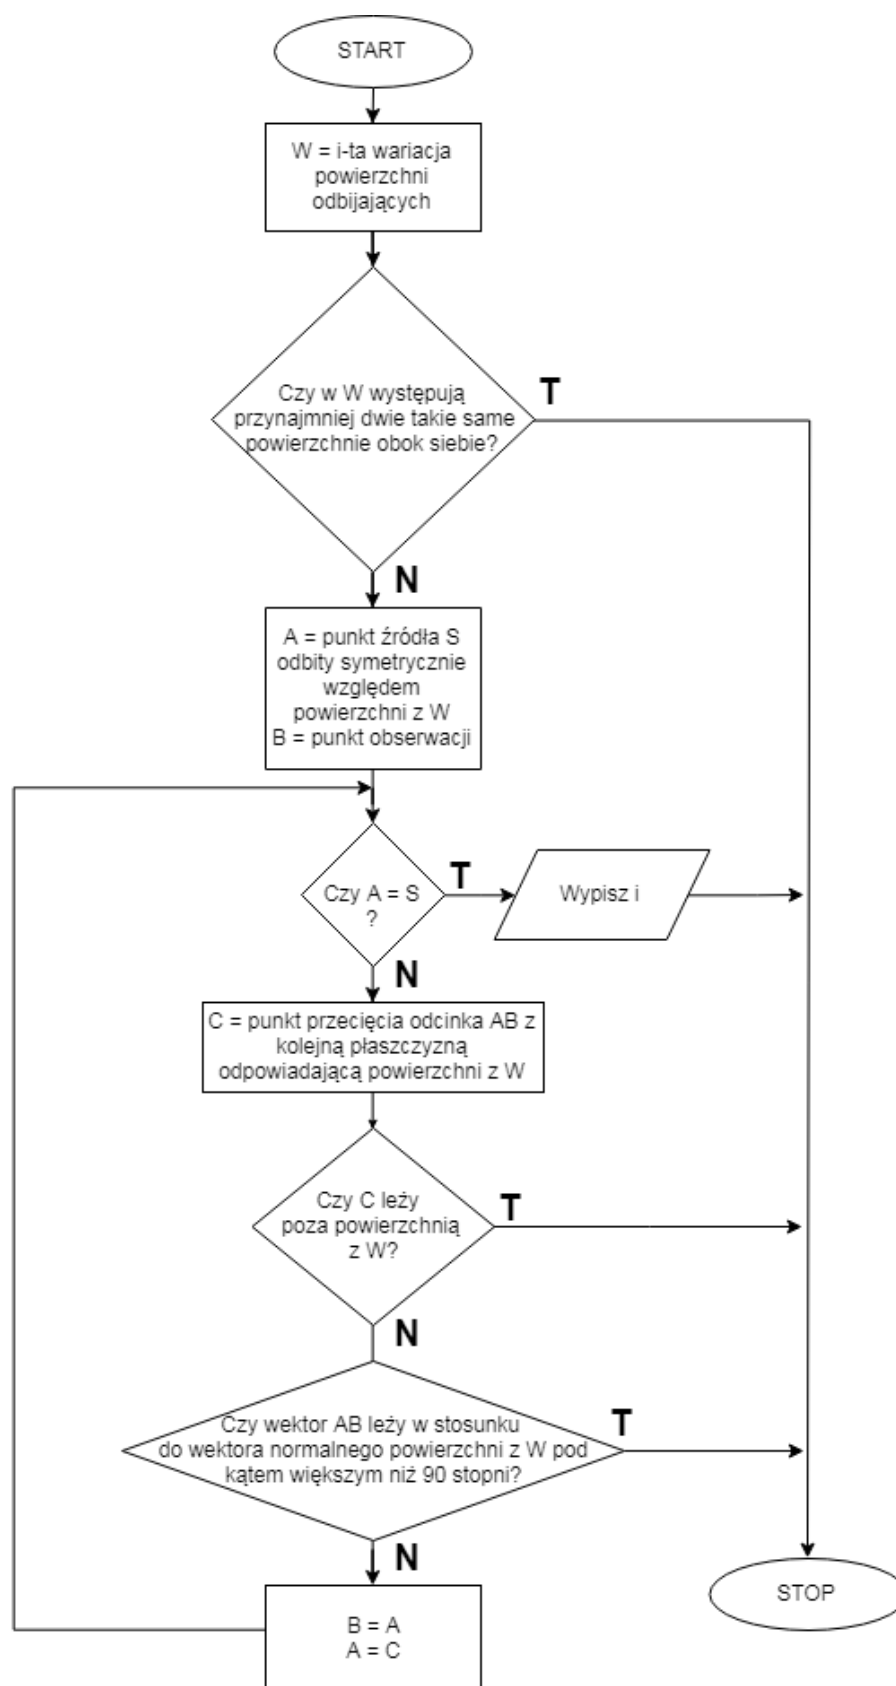 START
W = i-ta wariacja
powierzchni
odbijających
Czy w W występują
przynajmniej dwie takie same
powierzchnie obok siebie?
T
N
A = punkt źródła S
odbity symetrycznie
względem
powierzchni z W
B = punkt obserwacji
Czy A = S
?
T
Wypisz i
N
C = punkt przecięcia odcinka AB z
kolejną płaszczyzną
odpowiadającą powierzchni z W
Czy C leży
poza powierzchnią
z W?
T
N
Czy wektor AB leży w stosunku
do wektora normalnego powierzchni z W pod
kątem większym niż 90 stopni?
T
N
B = A
A = C
STOP